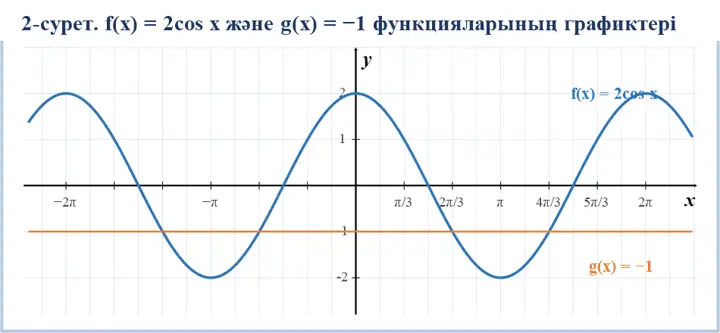 2-сурет. f(x) = 2cos x және g(x) = −1 функцияларының графиктері
y
2
f(x) = 2cos x
1
−2π −π π/3 2π/3 π 4π/3 5π/3 2π x
-1
g(x) = −1
-2